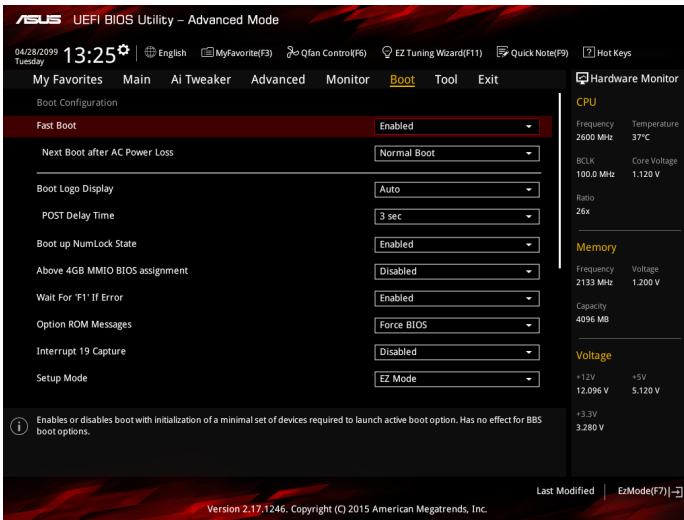 ASUS UEFI BIOS Utility – Advanced Mode
04/28/2099
Tuesday
13:25 English MyFavorite(F3) Qfan Control(F6) EZ Tuning Wizard(F11) Quick Note(F9) ? Hot Keys
My Favorites Main Ai Tweaker Advanced Monitor Boot Tool Exit
Boot Configuration
Fast Boot Enabled
Next Boot after AC Power Loss Normal Boot
Boot Logo Display Auto
POST Delay Time 3 sec
Boot up NumLock State Enabled
Above 4GB MMIO BIOS assignment Disabled
Wait For 'F1' If Error Enabled
Option ROM Messages Force BIOS
Interrupt 19 Capture Disabled
Setup Mode EZ Mode
i Enables or disables boot with initialization of a minimal set of devices required to launch active boot option. Has no effect for BBS
boot options.
Hardware Monitor
CPU
Frequency Temperature
2600 MHz 37°C
BCLK Core Voltage
100.0 MHz 1.120 V
Ratio
26x
Memory
Frequency Voltage
2133 MHz 1.200 V
Capacity
4096 MB
Voltage
+12V +5V
12.096 V 5.120 V
+3.3V
3.280 V
Last Modified EzMode(F7)
Version 2.17.1246. Copyright (C) 2015 American Megatrends, Inc.